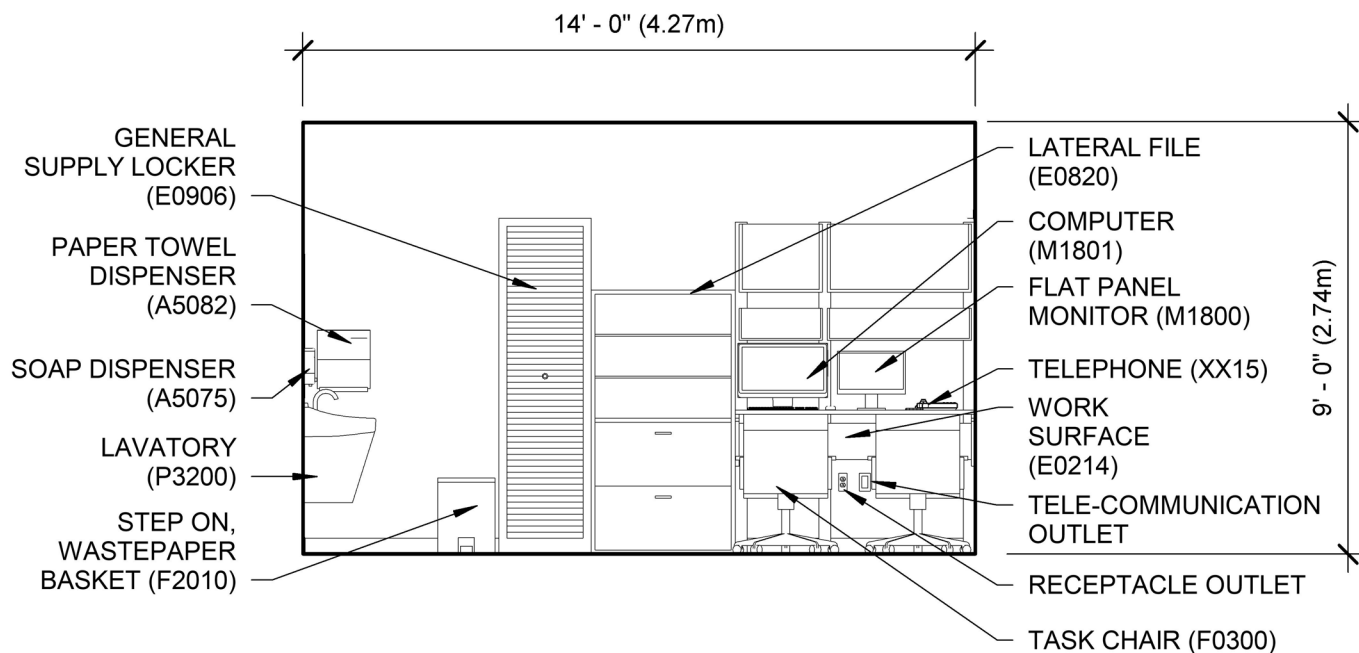 14' - 0" (4.27m)
GENERAL
SUPPLY LOCKER
(E0906)
PAPER TOWEL
DISPENSER
(A5082)
SOAP DISPENSER
(A5075)
LAVATORY
(P3200)
STEP ON,
WASTEPAPER
BASKET (F2010)
LATERAL FILE
(E0820)
COMPUTER
(M1801)
FLAT PANEL
MONITOR (M1800)
TELEPHONE (XX15)
WORK
SURFACE
(E0214)
TELE-COMMUNICATION
OUTLET
RECEPTACLE OUTLET
TASK CHAIR (F0300)
9' - 0" (2.74m)